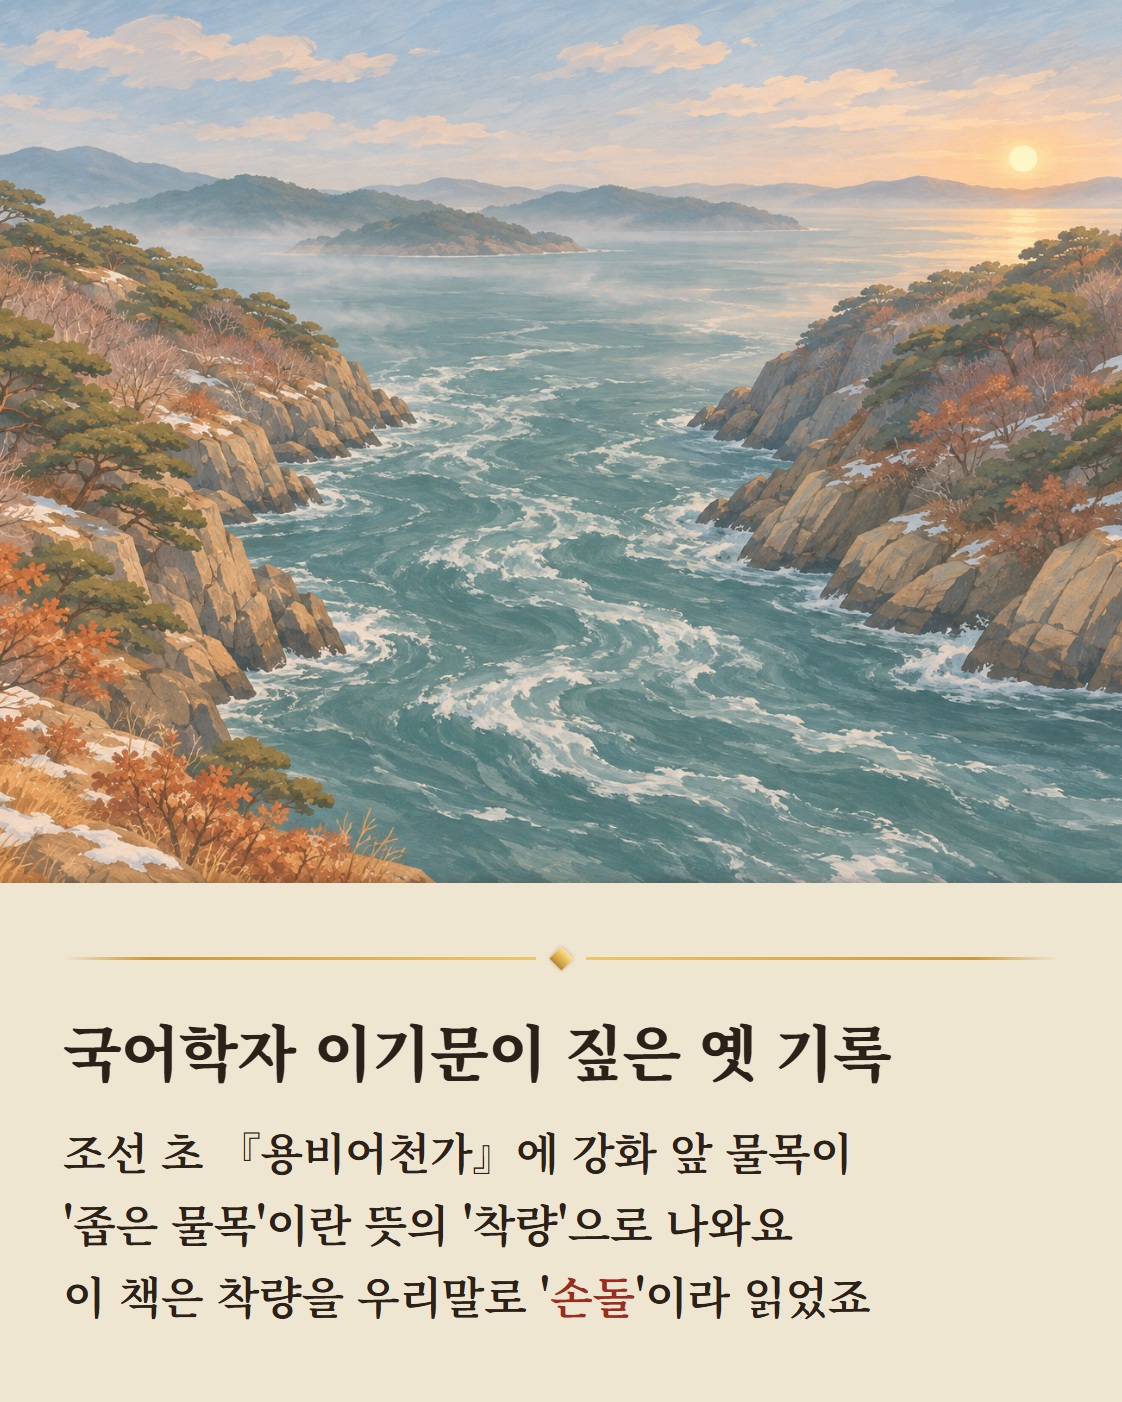 국어학자 이기문이 짚은 옛 기록
조선 초 『용비어천가』에 강화 앞 물목이
'좁은 물목'이란 뜻의 '착량'으로 나와요
이 책은 착량을 우리말로 '손돌'이라 읽었죠